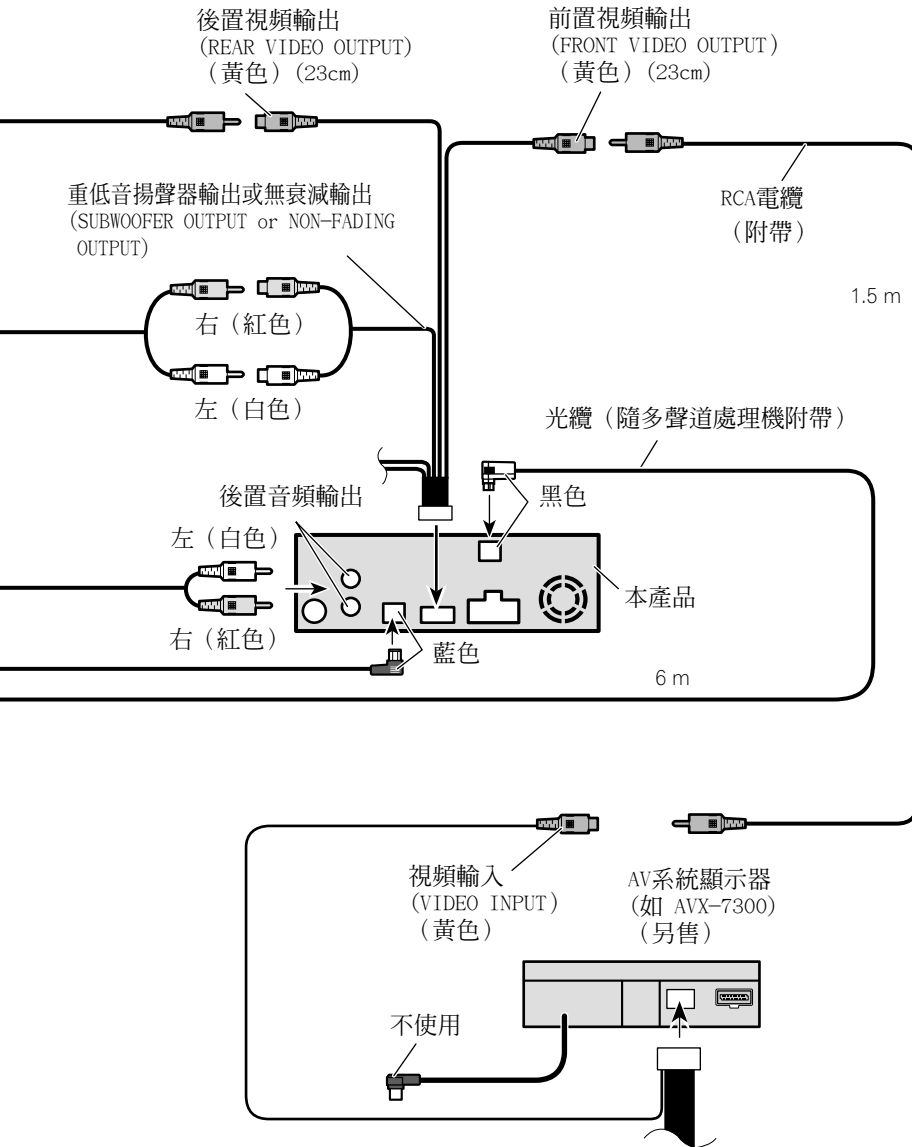 後置視頻輸出
(REAR VIDEO OUTPUT)
(黃色)(23cm)
前置視頻輸出
(FRONT VIDEO OUTPUT)
(黃色)(23cm)
重低音揚聲器輸出或無衰減輸出
(SUBWOOFER OUTPUT or NON-FADING
OUTPUT)
RCA電纜
(附帶)
1.5 m
右(紅色)
左(白色)
光纜(隨多聲道處理機附帶)
後置音頻輸出
黑色
左(白色)
本產品
右(紅色)
藍色
6 m
視頻輸入
(VIDEO INPUT)
(黃色)
AV系統顯示器
(如 AVX-7300)
(另售)
不使用